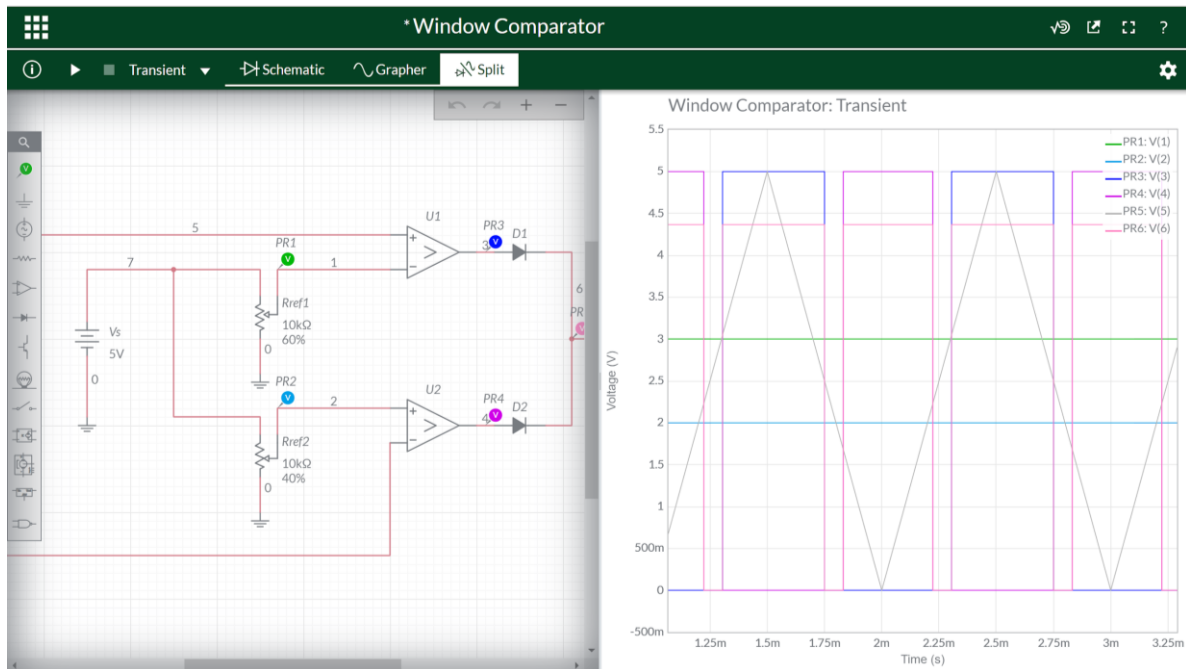 *Window Comparator
?
Transient
Schematic
Grapher
Split
5
U1
PR1
PR3
D1
+
3
V
7
V
1
−
6
Rref1
PR
10kΩ
60%
Vs
5V
0
0
PR2
U2
PR4
D2
V
2
+
4
V
−
Rref2
10kΩ
40%
0
Window Comparator: Transient
5.5
PR1: V(1)
PR2: V(2)
5
PR3: V(3)
PR4: V(4)
4.5
PR5: V(5)
PR6: V(6)
4
3.5
3
2.5
2
1.5
1
500m
0
-500m
Voltage (V)
1.25m 1.5m 1.75m 2m 2.25m 2.5m 2.75m 3m 3.25m
Time (s)